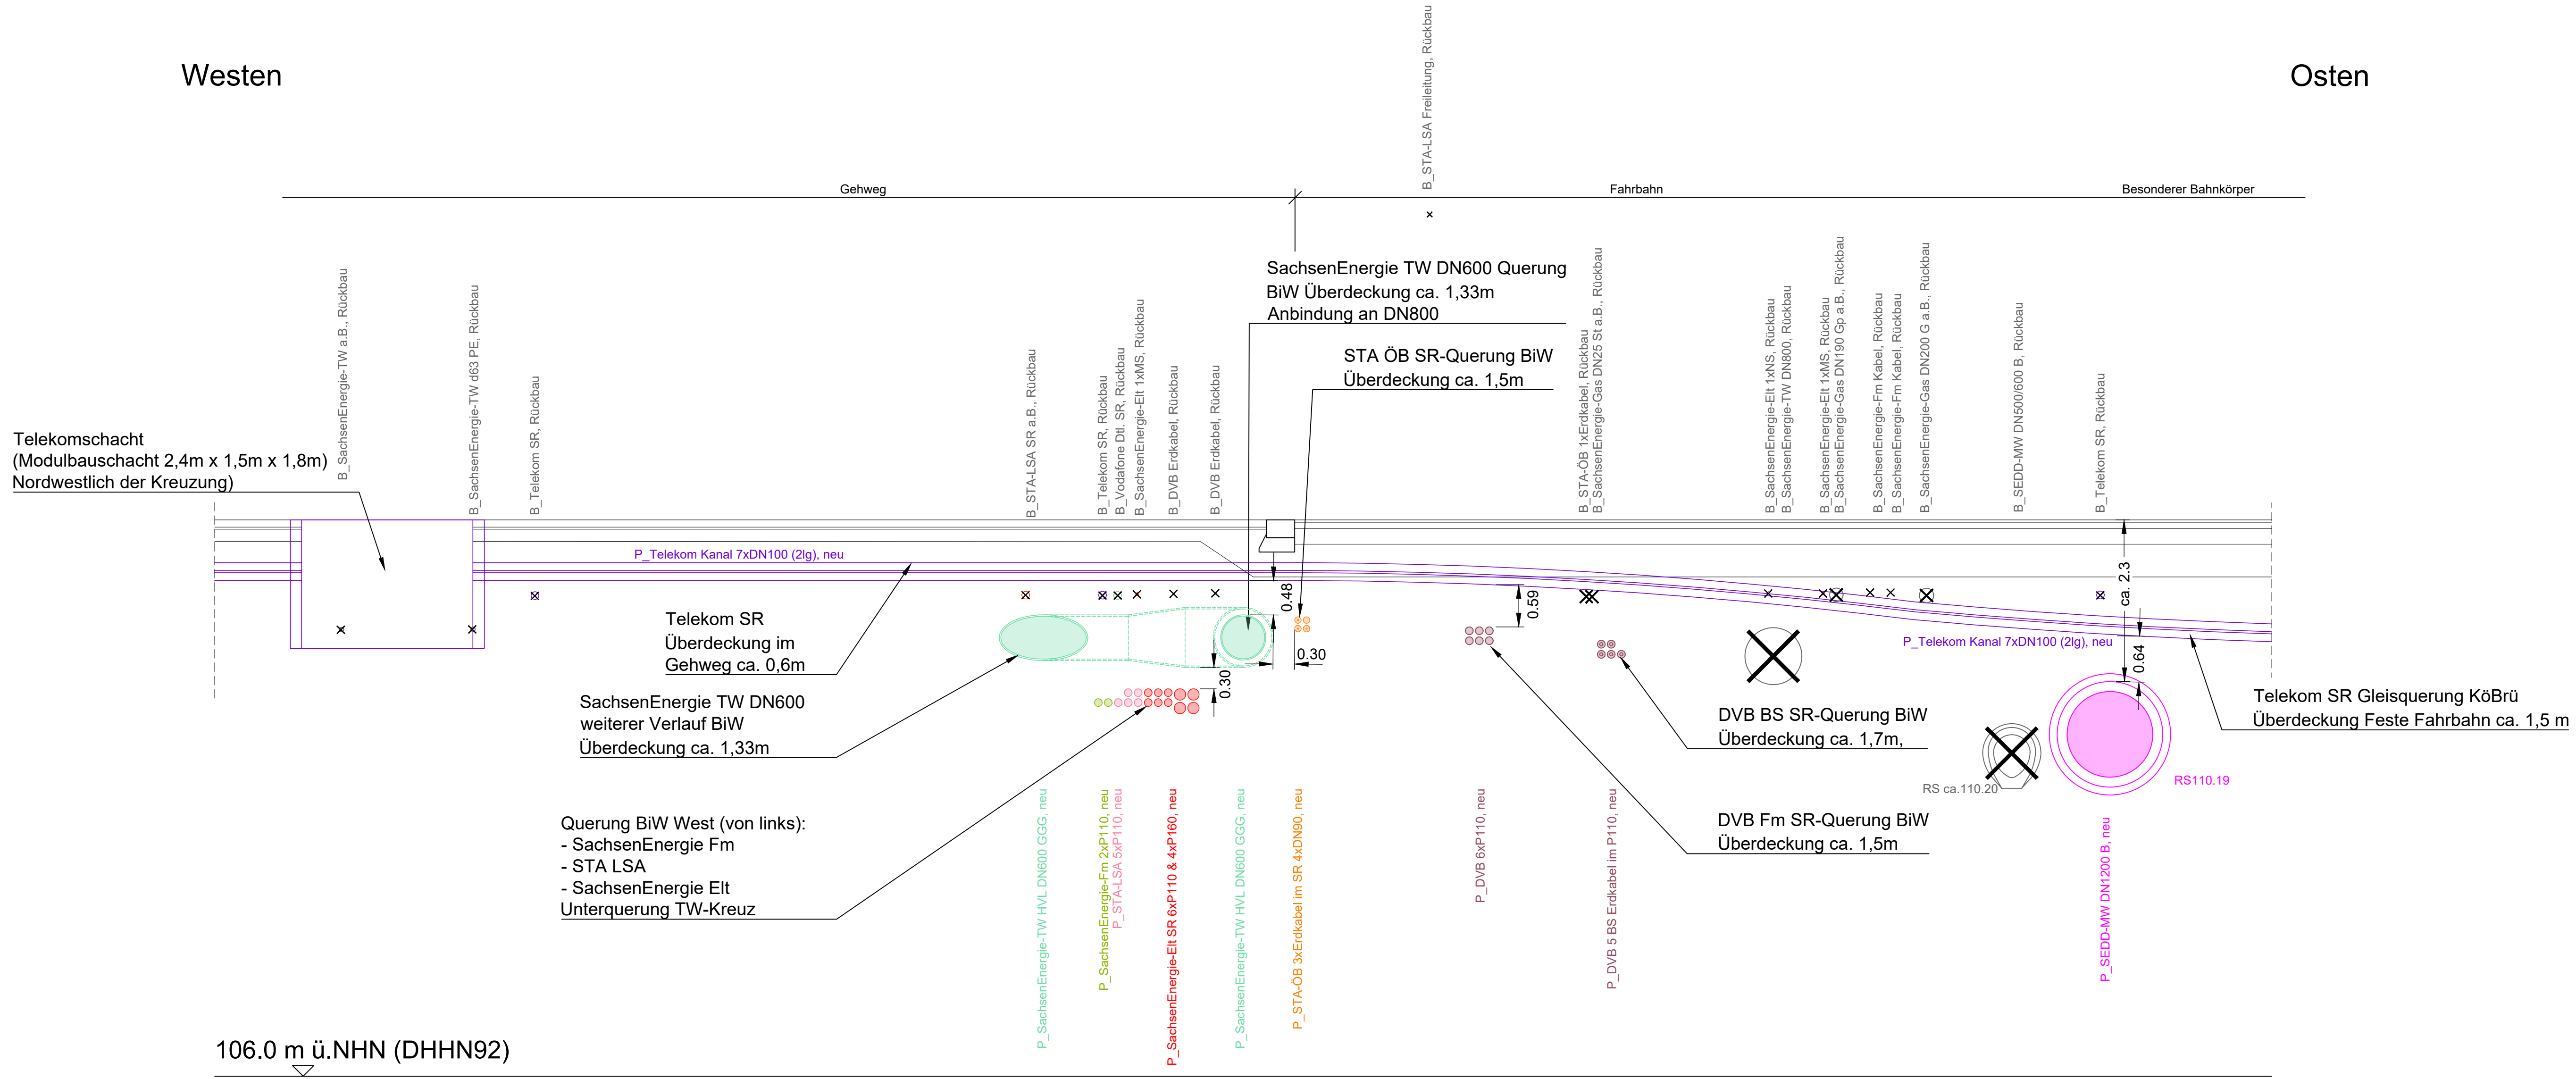 Westen
Osten
B_STA-LSA Freileitung, Rückbau
Gehweg
Fahrbahn
Besonderer Bahnkörper
SachsenEnergie TW DN600 Querung
BiW Überdeckung ca. 1,33m
Anbindung an DN800
STA ÖB SR-Querung BiW
Überdeckung ca. 1,5m
B_SachsenEnergie-TW a.B., Rückbau
B_SachsenEnergie-TW d63 PE, Rückbau
B_Telekom SR, Rückbau
B_STA-LSA SR a.B., Rückbau
B_Telekom SR, Rückbau
B_Vodafone Dtl. SR, Rückbau
B_SachsenEnergie-Elt 1xMS, Rückbau
B_DVB Erdkabel, Rückbau
B_DVB Erdkabel, Rückbau
B_STA-ÖB 1xErdkabel, Rückbau
B_SachsenEnergie-Gas DN25 St a.B., Rückbau
B_SachsenEnergie-Elt 1xNS, Rückbau
B_SachsenEnergie-TW DN800, Rückbau
B_SachsenEnergie-Elt 1xMS, Rückbau
B_SachsenEnergie-Gas DN190 Gp a.B., Rückbau
B_SachsenEnergie-Fm Kabel, Rückbau
B_SachsenEnergie-Fm Kabel, Rückbau
B_SachsenEnergie-Gas DN200 G a.B., Rückbau
B_SEDD-MW DN500/600 B, Rückbau
B_Telekom SR, Rückbau
Telekomschacht
(Modulbauschacht 2,4m x 1,5m x 1,8m)
Nordwestlich der Kreuzung)
P_Telekom Kanal 7xDN100 (2lg), neu
0.48
0.59
ca. 2.3
Telekom SR
Überdeckung im
Gehweg ca. 0,6m
0.30
0.30
P_Telekom Kanal 7xDN100 (2lg), neu
0.64
SachsenEnergie TW DN600
weiterer Verlauf BiW
Überdeckung ca. 1,33m
DVB BS SR-Querung BiW
Überdeckung ca. 1,7m,
Telekom SR Gleisquerung KöBrü
Überdeckung Feste Fahrbahn ca. 1,5 m
RS ca.110.20
RS110.19
Querung BiW West (von links):
- SachsenEnergie Fm
- STA LSA
- SachsenEnergie Elt
Unterquerung TW-Kreuz
DVB Fm SR-Querung BiW
Überdeckung ca. 1,5m
P_SachsenEnergie-TW HVL DN600 GGG, neu
P_SachsenEnergie-Fm 2xP110, neu
P_STA-LSA 5xP110, neu
P_SachsenEnergie-Elt SR 6xP110 & 4xP160, neu
P_SachsenEnergie-TW HVL DN600 GGG, neu
P_STA-ÖB 3xErdkabel im SR 4xDN90, neu
P_DVB 6xP110, neu
P_DVB 5 BS Erdkabel im P110, neu
P_SEDD-MW DN1200 B, neu
106.0 m ü.NHN (DHHN92)